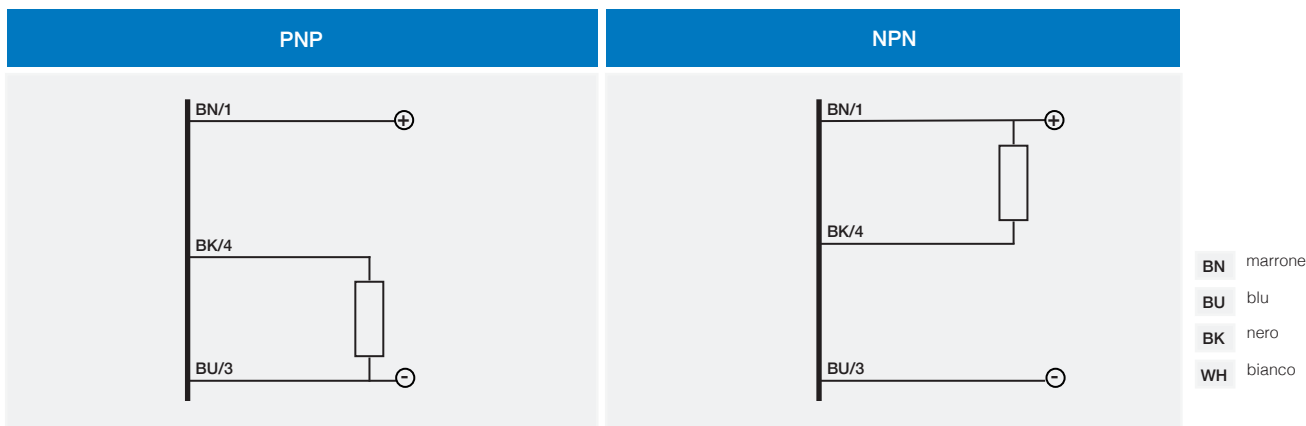 PNP
BN/1
+
BK/4
BU/3
-
NPN
BN/1
+
BK/4
BU/3
-
BN marrone
BU blu
BK nero
WH bianco